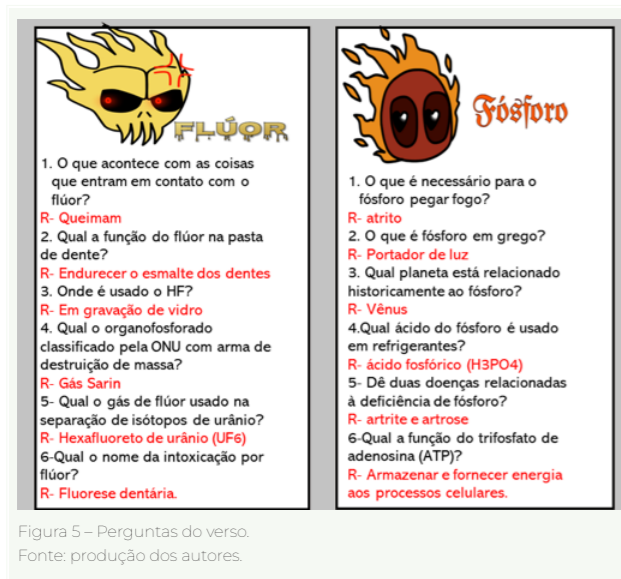 FLÚOR
1. O que acontece com as coisas
que entram em contato com o
flúor?
R- Queimam
2. Qual a função do flúor na pasta
de dente?
R- Endurecer o esmalte dos dentes
3. Onde é usado o HF?
R- Em gravação de vidro
4. Qual o organofosforado
classificado pela ONU com arma de
destruição de massa?
R- Gás Sarin
5- Qual o gás de flúor usado na
separação de isótopos de urânio?
R- Hexafluoreto de urânio (UF6)
6-Qual o nome da intoxicação por
flúor?
R- Fluorese dentária.
Fósforo
1. O que é necessário para o
fósforo pegar fogo?
R- atrito
2. O que é fósforo em grego?
R- Portador de luz
3. Qual planeta está relacionado
historicamente ao fósforo?
R- Vênus
4.Qual ácido do fósforo é usado
em refrigerantes?
R- ácido fosfórico (H3PO4)
5- Dê duas doenças relacionadas
à deficiência de fósforo?
R- artrite e artrose
6-Qual a função do trifosfato de
adenosina (ATP)?
R- Armazenar e fornecer energia
aos processos celulares.
Figura 5 – Perguntas do verso.
Fonte: produção dos autores.